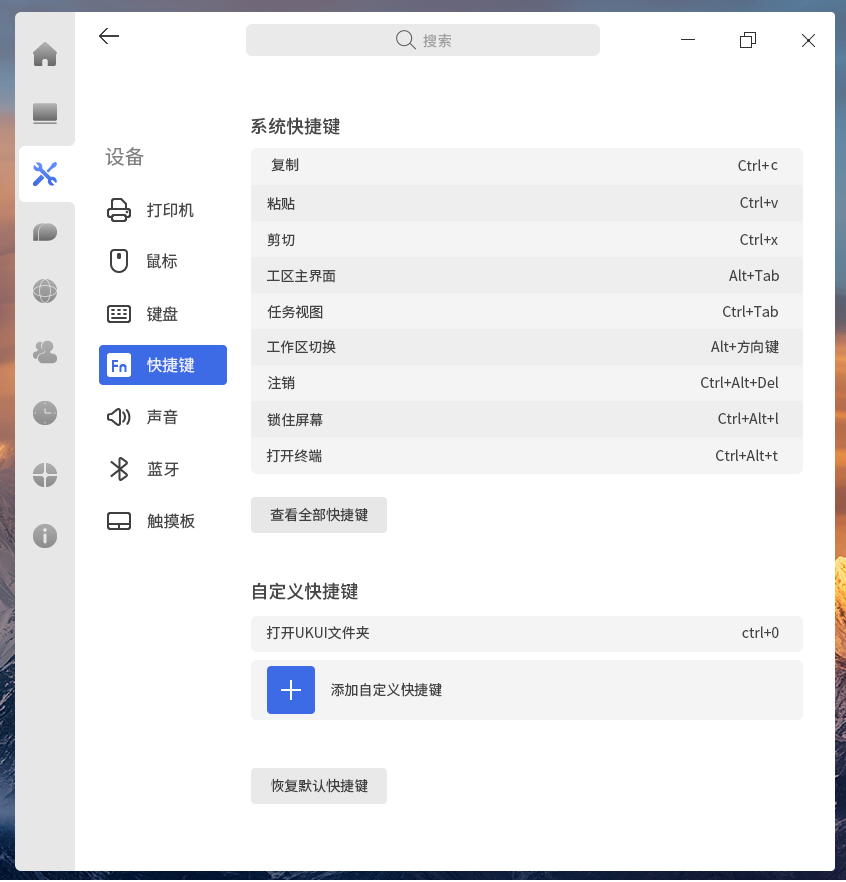 搜索
设备
打印机
鼠标
键盘
Fn 快捷键
声音
蓝牙
触摸板
系统快捷键
复制 Ctrl+c
粘贴 Ctrl+v
剪切 Ctrl+x
工区主界面 Alt+Tab
任务视图 Ctrl+Tab
工作区切换 Alt+方向键
注销 Ctrl+Alt+Del
锁住屏幕 Ctrl+Alt+l
打开终端 Ctrl+Alt+t
查看全部快捷键
自定义快捷键
打开UKUI文件夹 ctrl+0
添加自定义快捷键
恢复默认快捷键